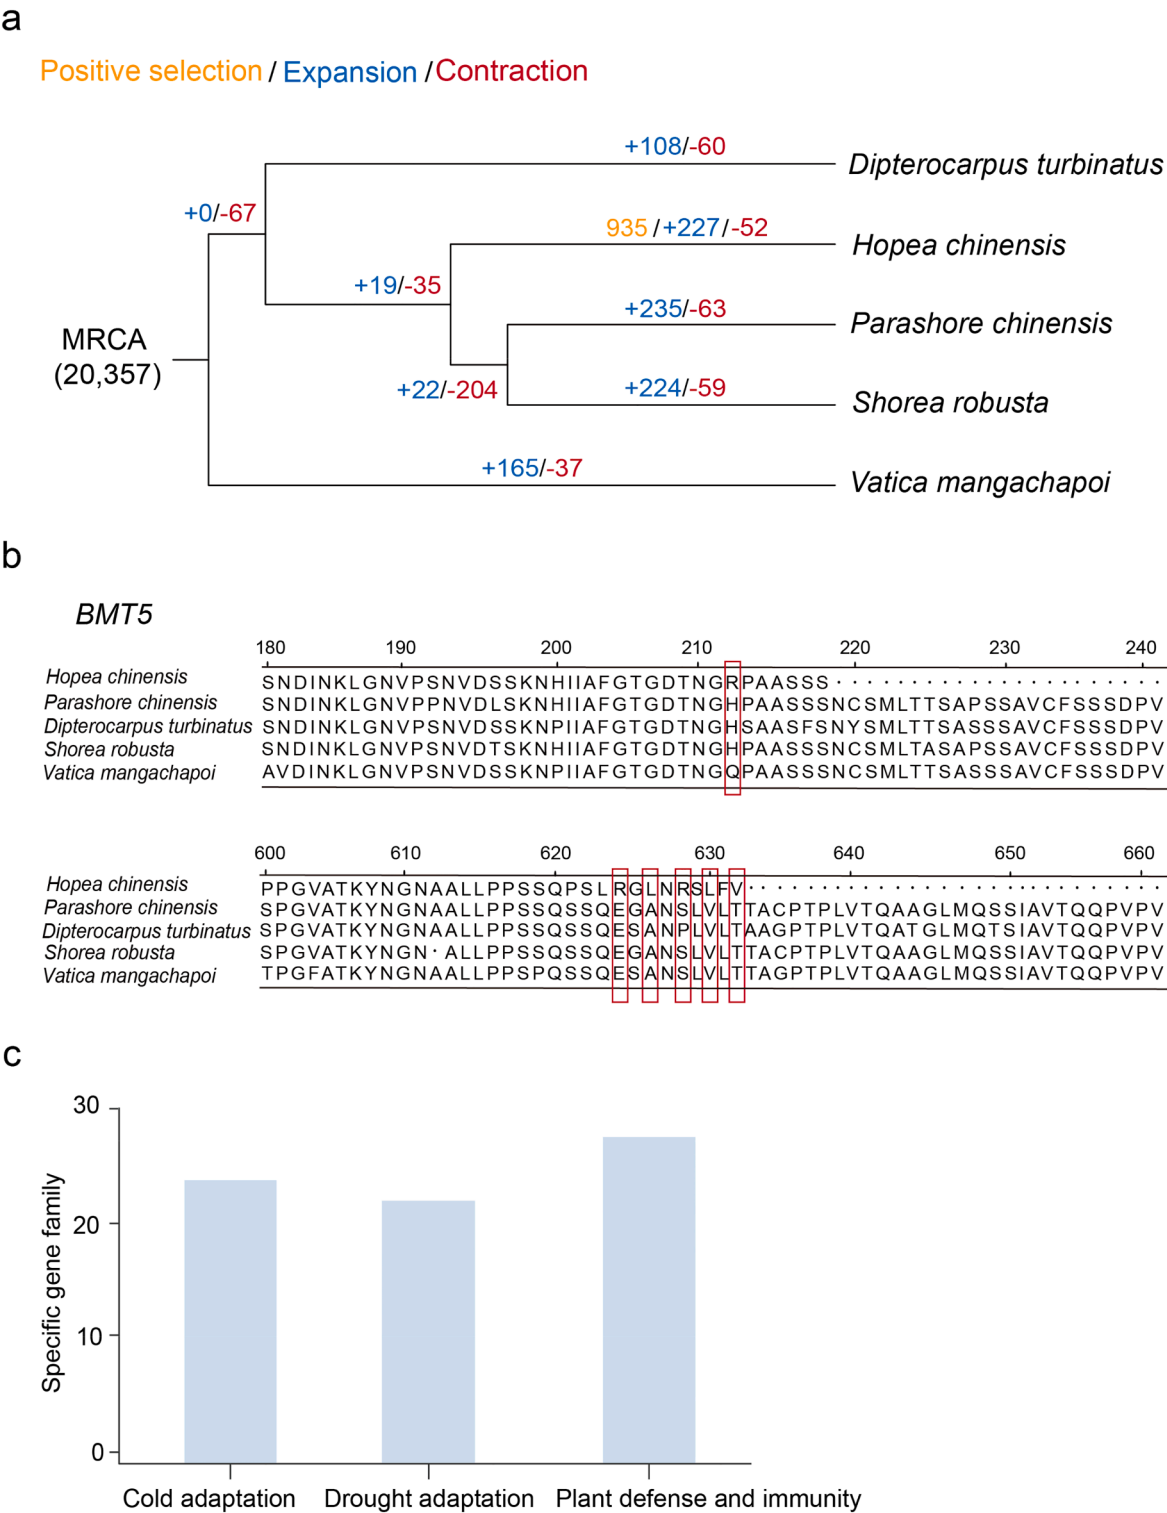 a
Positive selection / Expansion / Contraction
+108/-60
Dipterocarpus turbinatus
+0/-67
935 / +227 / -52
Hopea chinensis
+19/-35
+235/-63
Parashore chinensis
MRCA
(20,357)
+22/-204
+224/-59
Shorea robusta
+165/-37
Vatica mangachapoi
b
BMT5
180 190 200 210 220 230 240
Hopea chinensis SNDINKLGNVPSNVDSSKNHIIAFGTGDTNGRPAASSS · · · · · · · · · · · · · · · · · · · · · ·
Parashore chinensis SNDINKLGNVPPNVDLSKNHIIAFGTGDTNGHPAASSSNCSMLTTSAPSSAVCFSSSDPV
Dipterocarpus turbinatus SNDINKLGNVPSNVDSSKNPIIAFGTGDTNGHSAASFSNYSMLTTSASSSAVCFSSSDPV
Shorea robusta SNDINKLGNVPSNVDTSKNHIIAFGTGDTNGHPAASSSNCSMLTASAPSSAVCFSSSDPV
Vatica mangachapoi AVDINKLGNVPSNVDSSKNPIIAFGTGDTNGQPAASSSNCSMLTTSASSSAVCFSSSDPV
600 610 620 630 640 650 660
Hopea chinensis PPGVATKYNGNAALLPPSSQPSLRGLNRSLFV · · · · · · · · · · · · · · · · · · · · · · · · · · · ·
Parashore chinensis SPGVATKYNGNAALLPPSSQSSQEGANSLVLTTACPTPLVTQAAGLMQSSIAVTQQPVPV
Dipterocarpus turbinatus SPGVATKYNGNAALLPPSSQSSQESANPLVLTAAGPTPLVTQATGLMQTSIAVTQQPVPV
Shorea robusta SPGVATKYNGN·ALLPPSSQSSQEGANSLVLTTACPTPLVTQAAGLMQSSIAVTQQPVPV
Vatica mangachapoi TPGFATKYNGNAALLPPSPQSSQESANSLVLTTAGPTPLVTQAAGLMQSSIAVTQQPVPV
c
Specific gene family
30
20
10
0
Cold adaptation Drought adaptation Plant defense and immunity